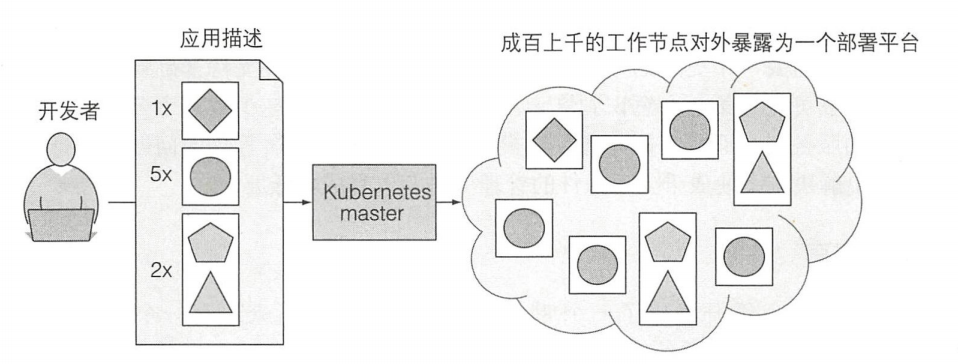 应用描述
成百上千的工作节点对外暴露为一个部署平台
开发者
1x
5x
2x
Kubernetes
master